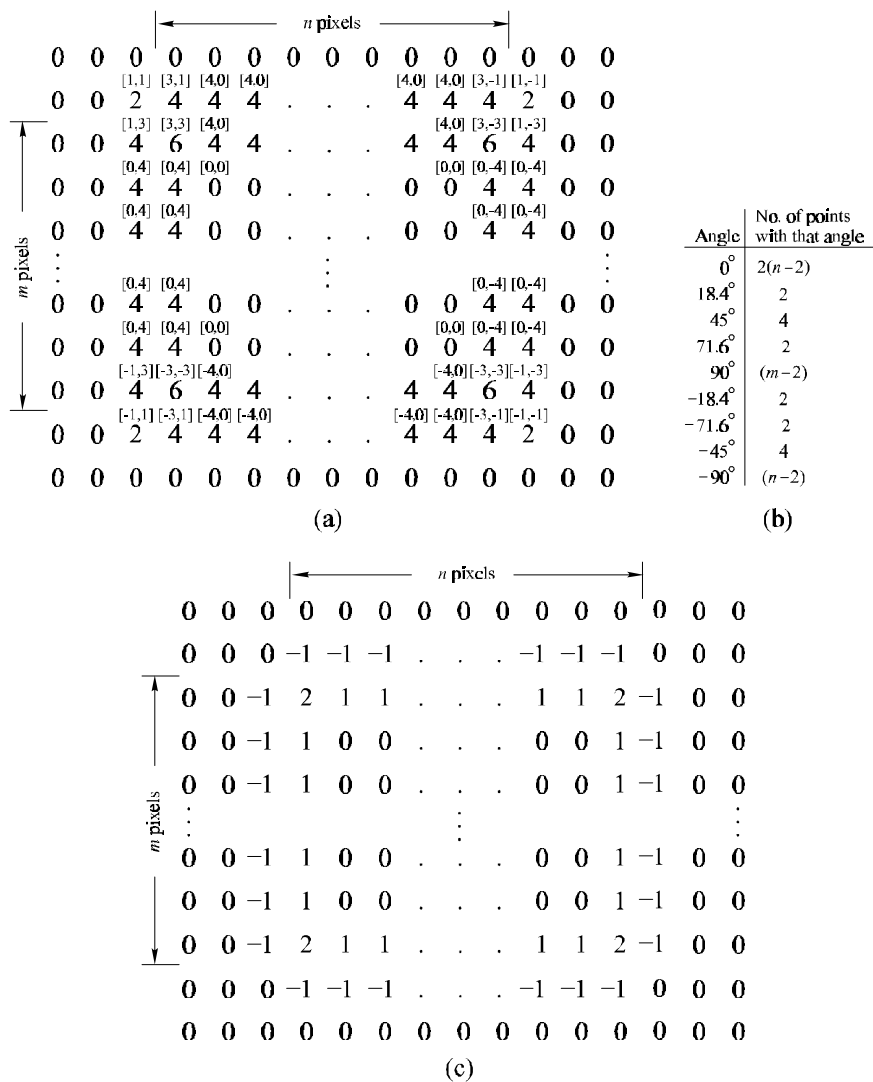 n pixels
0 0 0 0 0 0 0 0 0 0 0 0 0 0 0
[1,1] [3,1] [4,0] [4,0] [4,0] [4,0] [3,-1] [1,-1]
0 0 2 4 4 4 . . . 4 4 4 2 0 0
[1,3] [3,3] [4,0] [4,0] [3,-3] [1,-3]
0 0 4 6 4 4 . . . 4 4 6 4 0 0
[0,4] [0,4] [0,0] [0,0] [0,-4] [0,-4]
0 0 4 4 0 0 . . . 0 0 4 4 0 0
[0,4] [0,4] [0,-4] [0,-4]
0 0 4 4 0 0 . . . 0 0 4 4 0 0
m pixels
[0,4] [0,4] [0,-4] [0,-4]
0 0 4 4 0 0 . . . 0 0 4 4 0 0
[0,4] [0,4] [0,0] [0,0] [0,-4] [0,-4]
0 0 4 4 0 0 . . . 0 0 4 4 0 0
[-1,3] [-3,-3] [-4,0] [-4,0] [-3,-3] [-1,-3]
0 0 4 6 4 4 . . . 4 4 6 4 0 0
[-1,1] [-3,1] [-4,0] [-4,0] [-4,0] [-4,0] [-3,-1] [-1,-1]
0 0 2 4 4 4 . . . 4 4 4 2 0 0
0 0 0 0 0 0 0 0 0 0 0 0 0 0 0
(a)
Angle No. of points with that angle
0° 2(n−2)
18.4° 2
45° 4
71.6° 2
90° (m−2)
−18.4° 2
−71.6° 2
−45° 4
−90° (n−2)
(b)
n pixels
0 0 0 0 0 0 0 0 0 0 0 0 0 0 0
0 0 0 −1 −1 −1 . . . −1 −1 −1 0 0 0
0 0 −1 2 1 1 . . . 1 1 2 −1 0 0
0 0 −1 1 0 0 . . . 0 0 1 −1 0 0
0 0 −1 1 0 0 . . . 0 0 1 −1 0 0
m pixels
0 0 −1 1 0 0 . . . 0 0 1 −1 0 0
0 0 −1 1 0 0 . . . 0 0 1 −1 0 0
0 0 −1 2 1 1 . . . 1 1 2 −1 0 0
0 0 0 −1 −1 −1 . . . −1 −1 −1 0 0 0
0 0 0 0 0 0 0 0 0 0 0 0 0 0 0
(c)